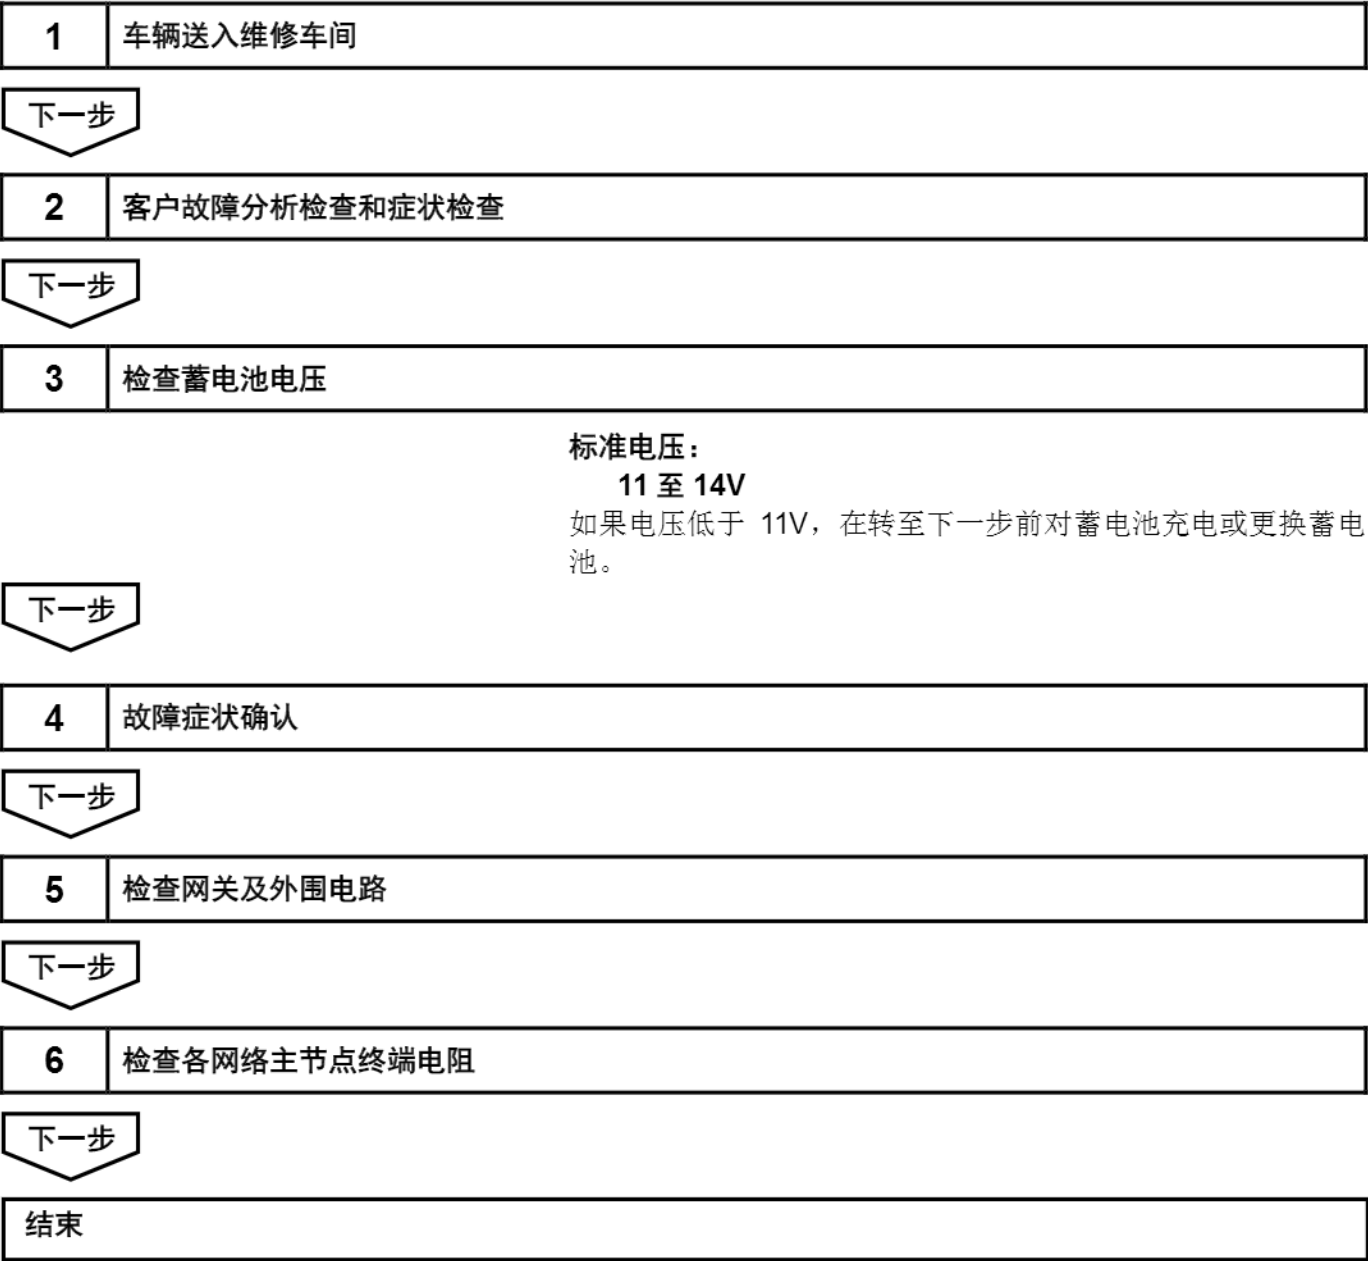 1 车辆送入维修车间
下一步
2 客户故障分析检查和症状检查
下一步
3 检查蓄电池电压
标准电压：
11 至 14V
如果电压低于 11V，在转至下一步前对蓄电池充电或更换蓄电
池。
下一步
4 故障症状确认
下一步
5 检查网关及外围电路
下一步
6 检查各网络主节点终端电阻
下一步
结束